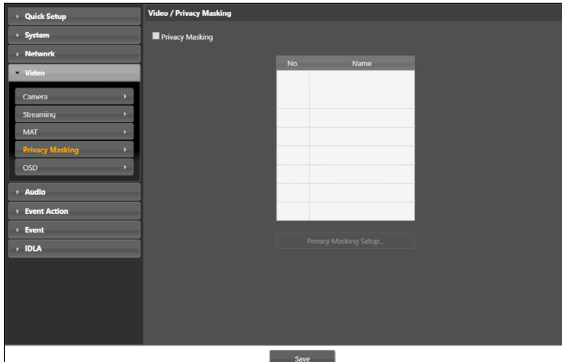 Quick Setup
System
Network
Video
Camera
Streaming
MAT
Privacy Masking
OSD
Audio
Event Action
Event
IDLA
Video / Privacy Masking
Privacy Masking
No. Name
Privacy Masking Setup...
Save